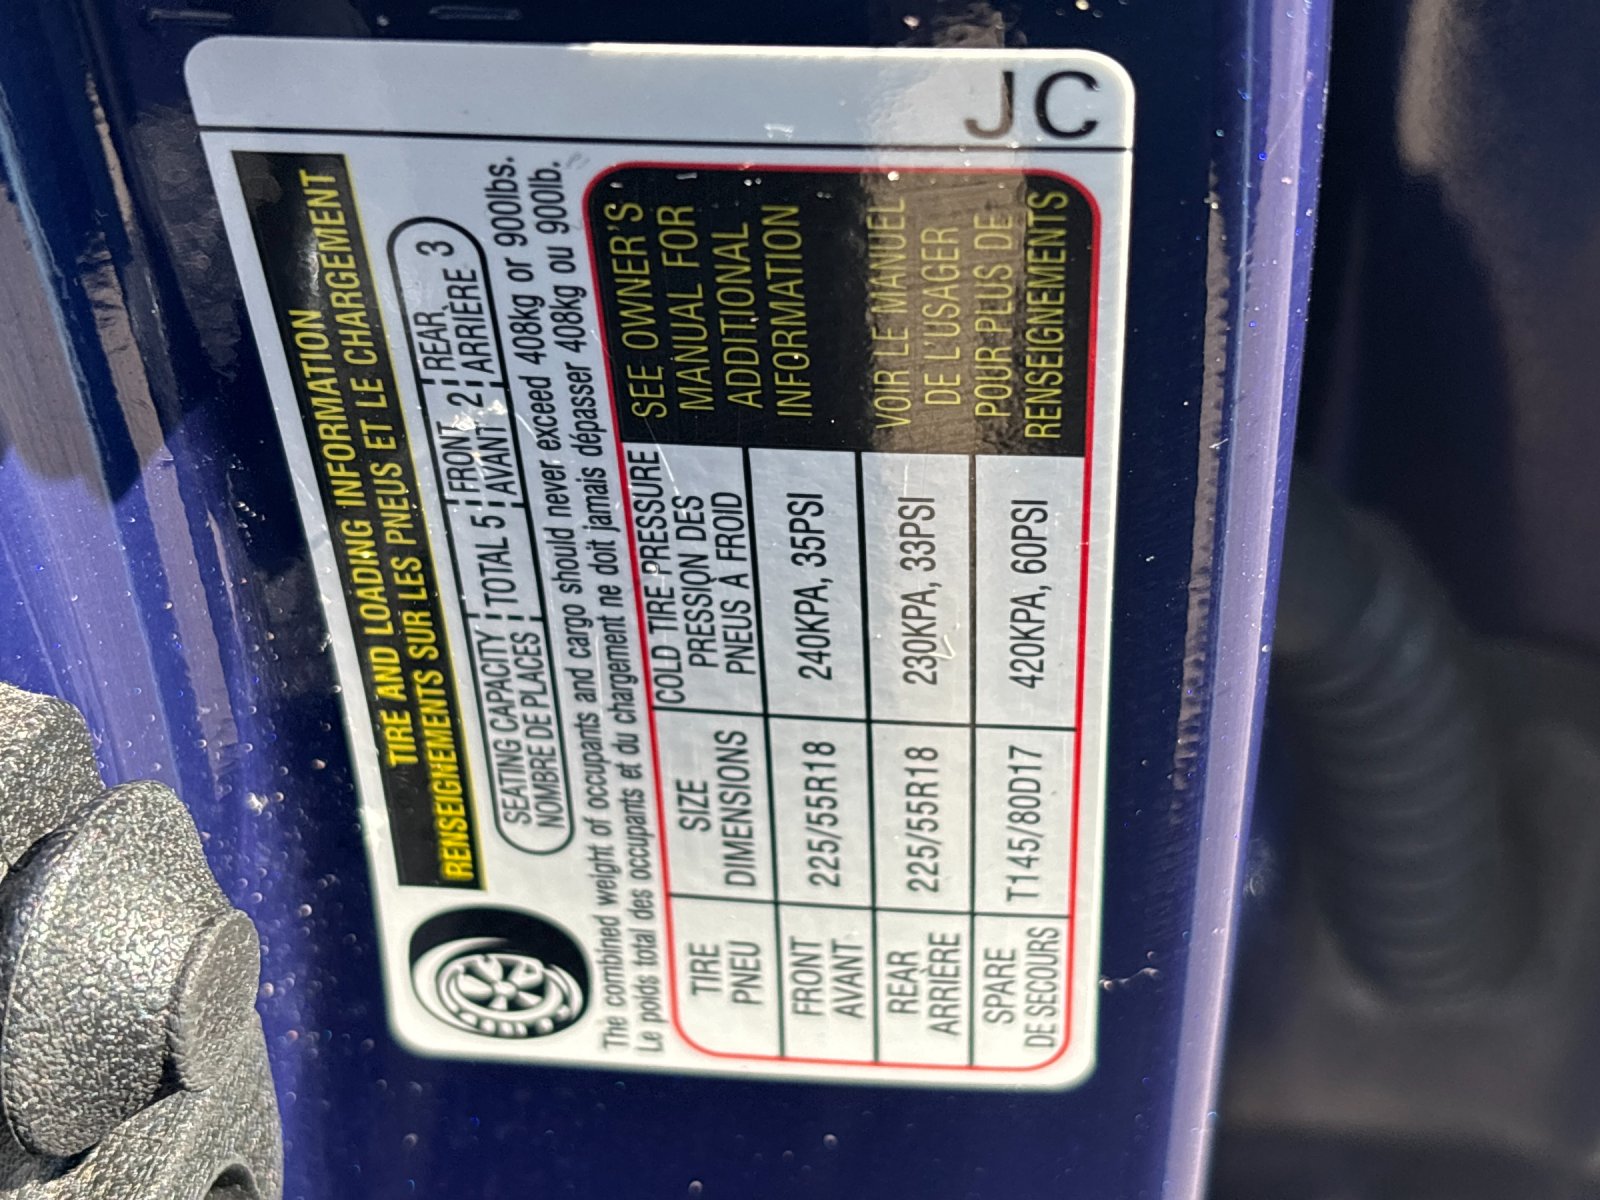 JC
TIRE AND LOADING INFORMATION
RENSEIGNEMENTS SUR LES PNEUS ET LE CHARGEMENT
SEATING CAPACITY TOTAL 5 FRONT 2 REAR 3
NOMBRE DE PLACES AVANT ARRIÈRE
The combined weight of occupants and cargo should never exceed 408kg or 900lbs.
Le poids total des occupants et du chargement ne doit jamais dépasser 408kg ou 900lb.
TIRE SIZE COLD TIRE PRESSURE
PNEU DIMENSIONS PRESSION DES
PNEUS À FROID
FRONT 225/55R18 240KPA, 35PSI
AVANT
REAR 225/55R18 230KPA, 33PSI
ARRIÈRE
SPARE T145/80D17 420KPA, 60PSI
DE SECOURS
SEE OWNER'S
MANUAL FOR
ADDITIONAL
INFORMATION
VOIR LE MANUEL
DE L'USAGER
POUR PLUS DE
RENSEIGNEMENTS